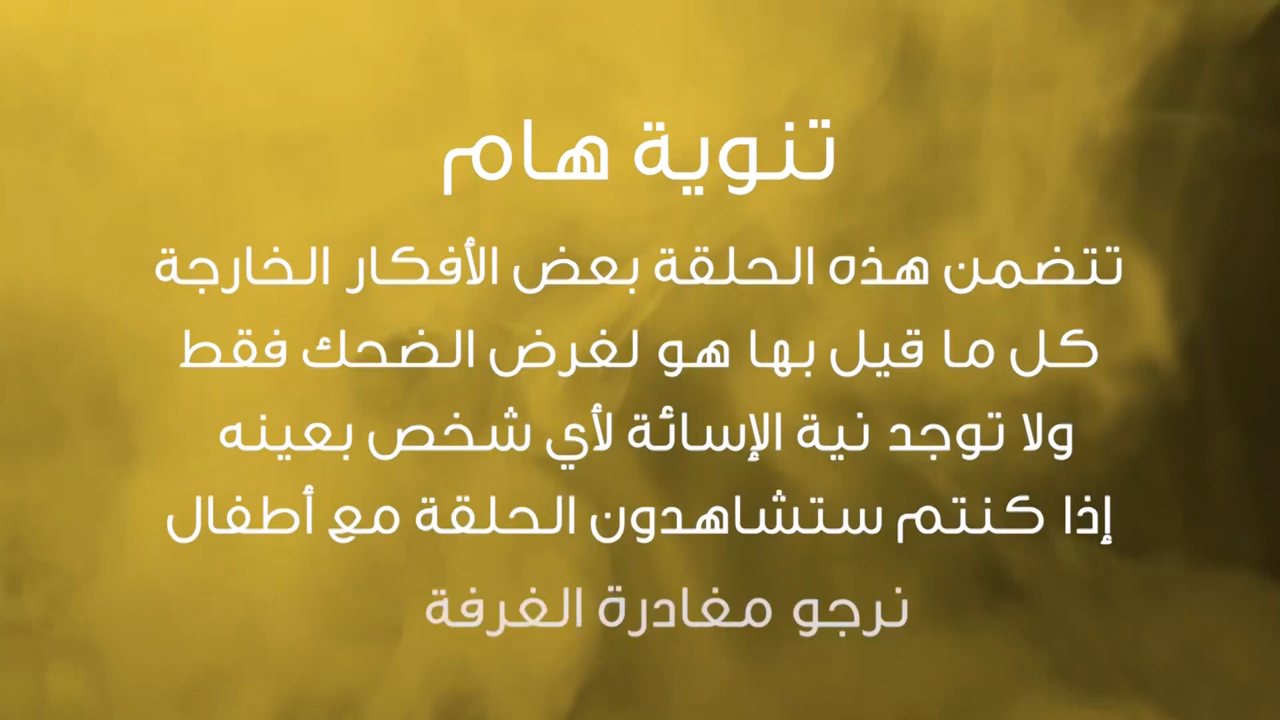 تنوية هام
تتضمن هذه الحلقة بعض الأفكار الخارجة
كل ما قيل بها هو لغرض الضحك فقط
ولا توجد نية الإسائة لأي شخص بعينه
إذا كنتم ستشاهدون الحلقة مع أطفال
نرجو مغادرة الغرفة